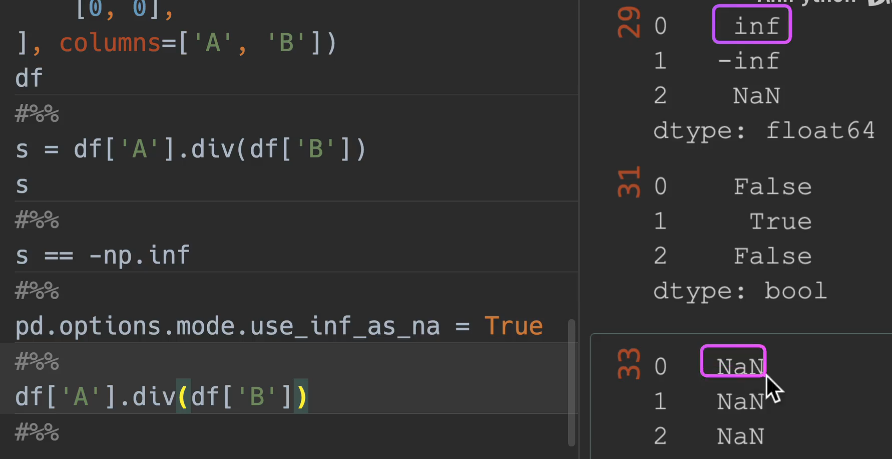 [0, 0],
], columns=['A', 'B'])
df
#%%
s = df['A'].div(df['B'])
s
#%%
s == -np.inf
#%%
pd.options.mode.use_inf_as_na = True
#%%
df['A'].div(df['B'])
#%%
29
0 inf
1 -inf
2 NaN
dtype: float64
31
0 False
1 True
2 False
dtype: bool
33
0 NaN
1 NaN
2 NaN